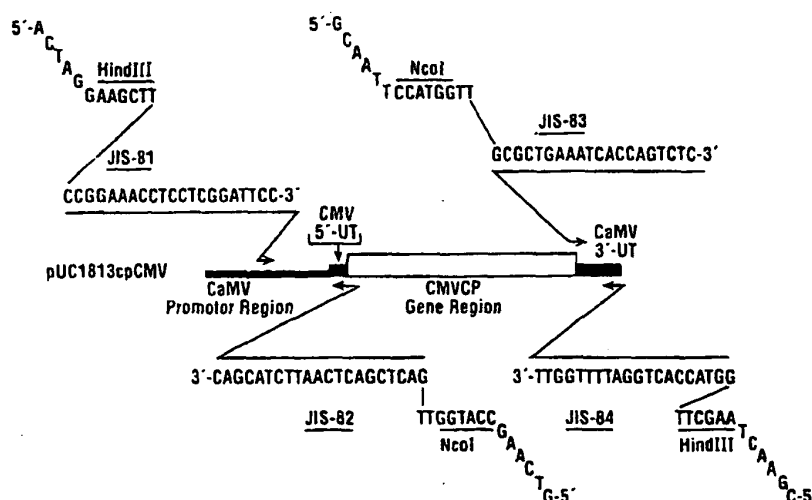 5´-A
C
T
A
G
HindIII
GAAGCTT
JIS-81
CCGGAAACCTCCTCGGATTCC-3´
5´-G
C
A
A
T
T
NcoI
CCATGGTT
JIS-83
GCGCTGAAATCACCAGTCTC-3´
CMV
5´-UT
CaMV
3´-UT
pUC1813cpCMV
CaMV
Promotor Region
CMVCP
Gene Region
3´-CAGCATCTTAACTCAGCTCAG
JIS-82
TTGGTACC
NcoI
G
A
A
C
T
G-5´
3´-TTGGTTTTAGGTCACCATGG
JIS-84
TTCGAA
HindIII
T
C
A
A
G
C-5´